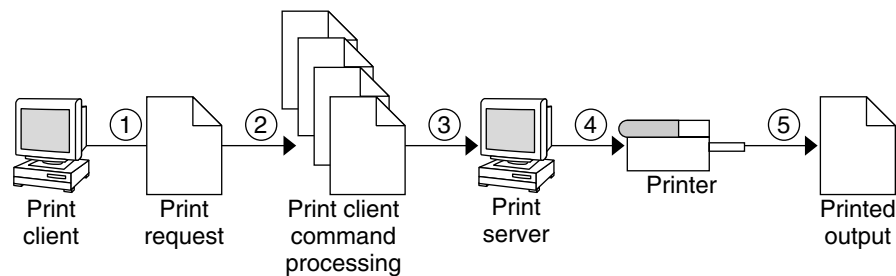 1
2
3
4
5
Print
client
Print
request
Print client
command
processing
Print
server
Printer
Printed
output